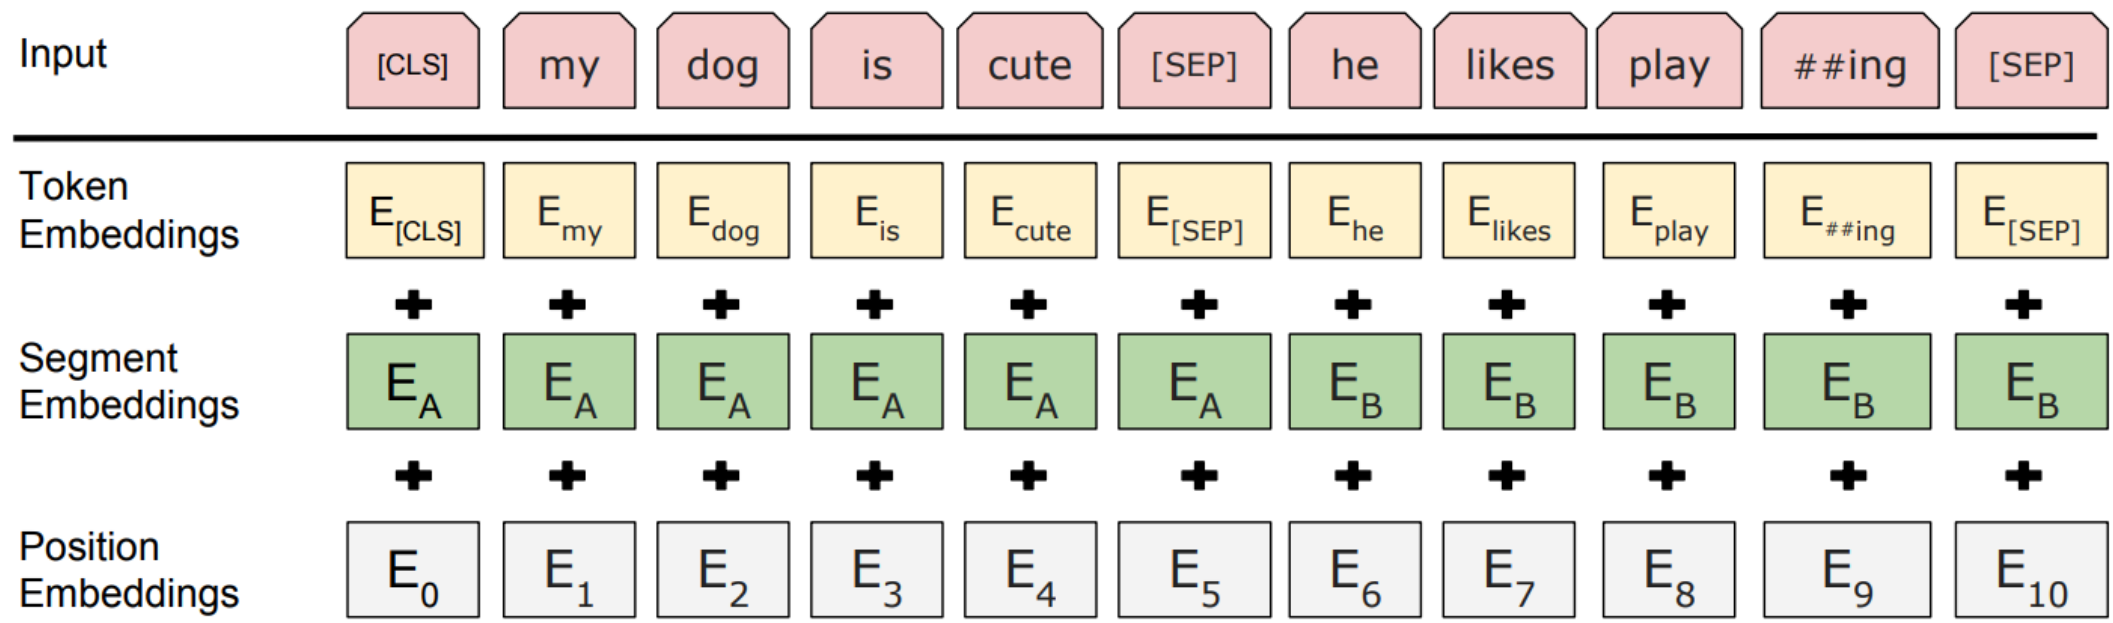 Input [CLS] my dog is cute [SEP] he likes play ##ing [SEP]
Token
Embeddings E[CLS] Emy Edog Eis Ecute E[SEP] Ehe Elikes Eplay E##ing E[SEP]
+ + + + + + + + + + +
Segment
Embeddings EA EA EA EA EA EA EB EB EB EB EB
+ + + + + + + + + + +
Position
Embeddings E0 E1 E2 E3 E4 E5 E6 E7 E8 E9 E10